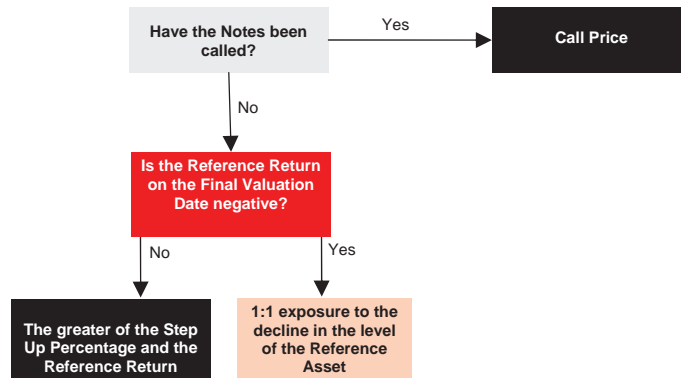 Have the Notes been
called?
Yes
Call Price
No
Is the Reference Return
on the Final Valuation
Date negative?
No
Yes
The greater of the Step
Up Percentage and the
Reference Return
1:1 exposure to the
decline in the level
of the Reference
Asset